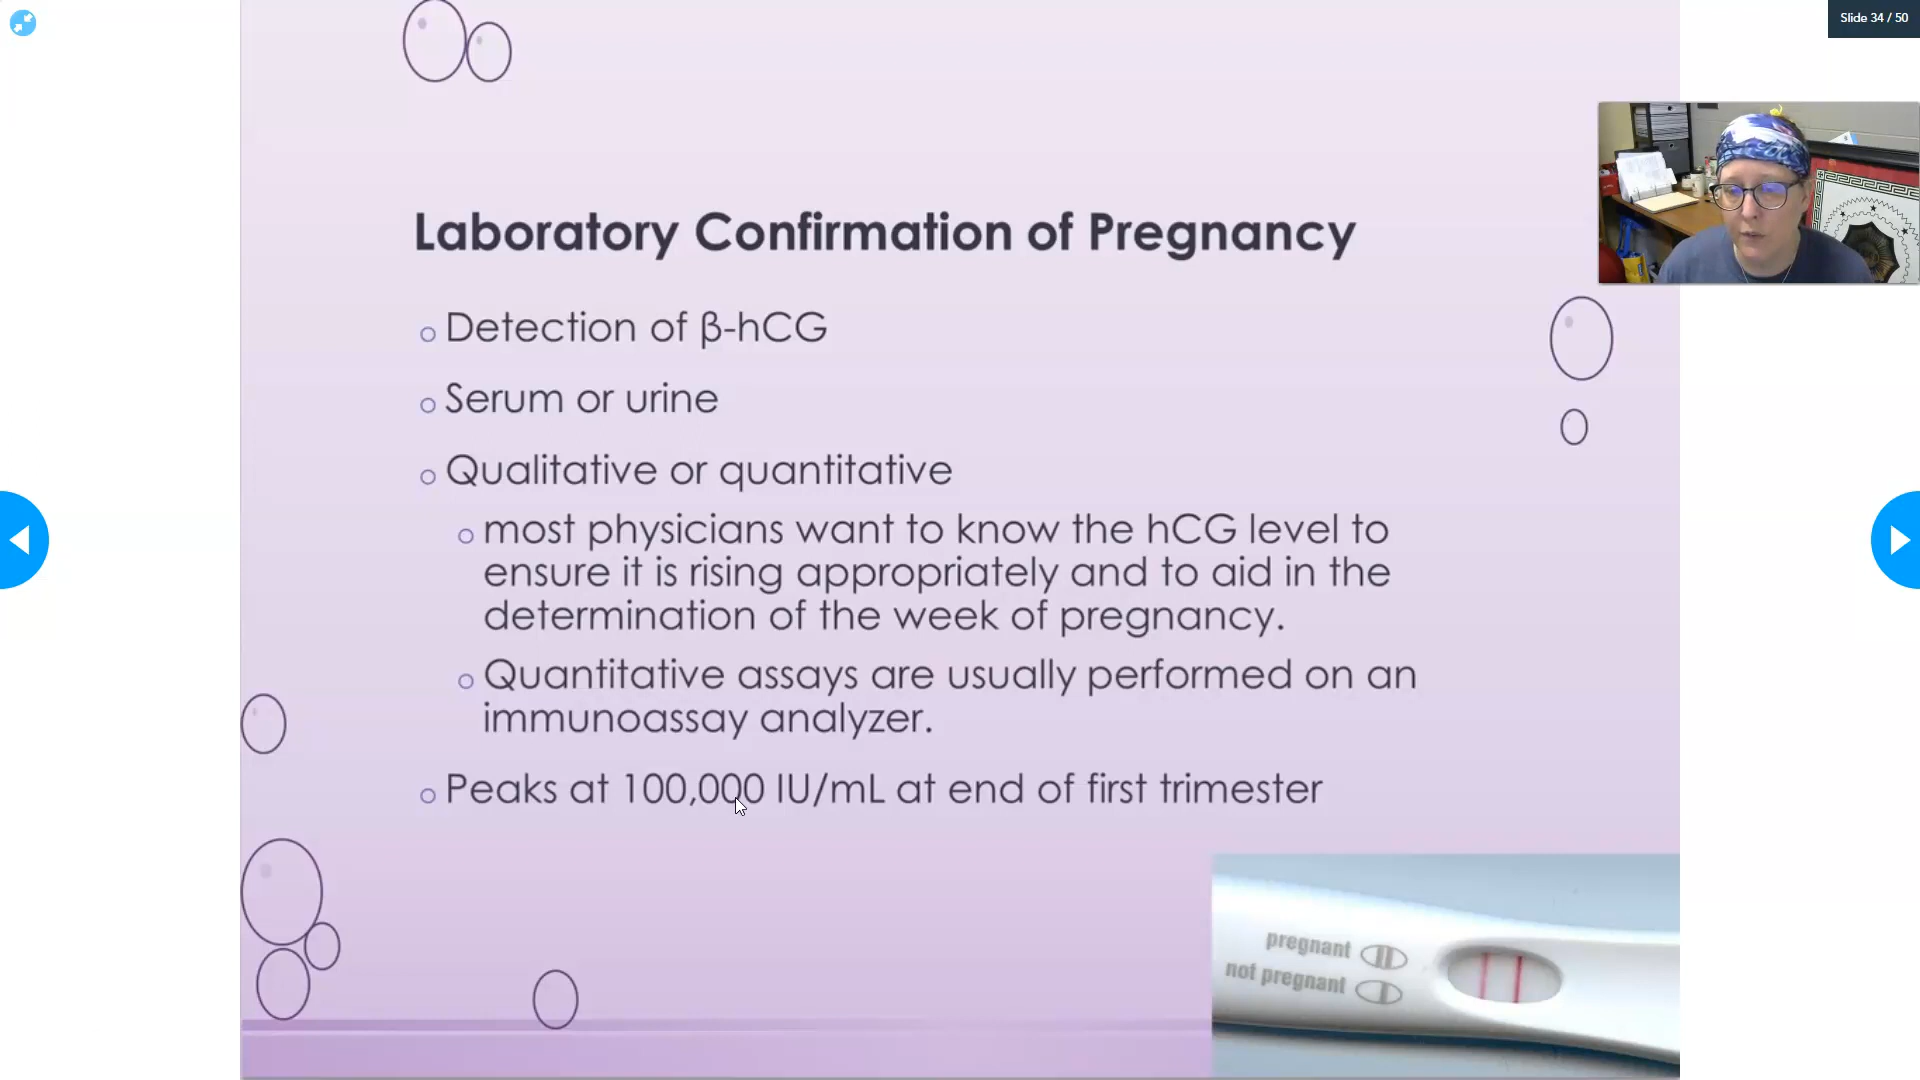 Slide 34 / 50
Laboratory Confirmation of Pregnancy
Detection of β-hCG
Serum or urine
Qualitative or quantitative
most physicians want to know the hCG level to
ensure it is rising appropriately and to aid in the
determination of the week of pregnancy.
Quantitative assays are usually performed on an
immunoassay analyzer.
Peaks at 100,000 IU/mL at end of first trimester
pregnant
not pregnant